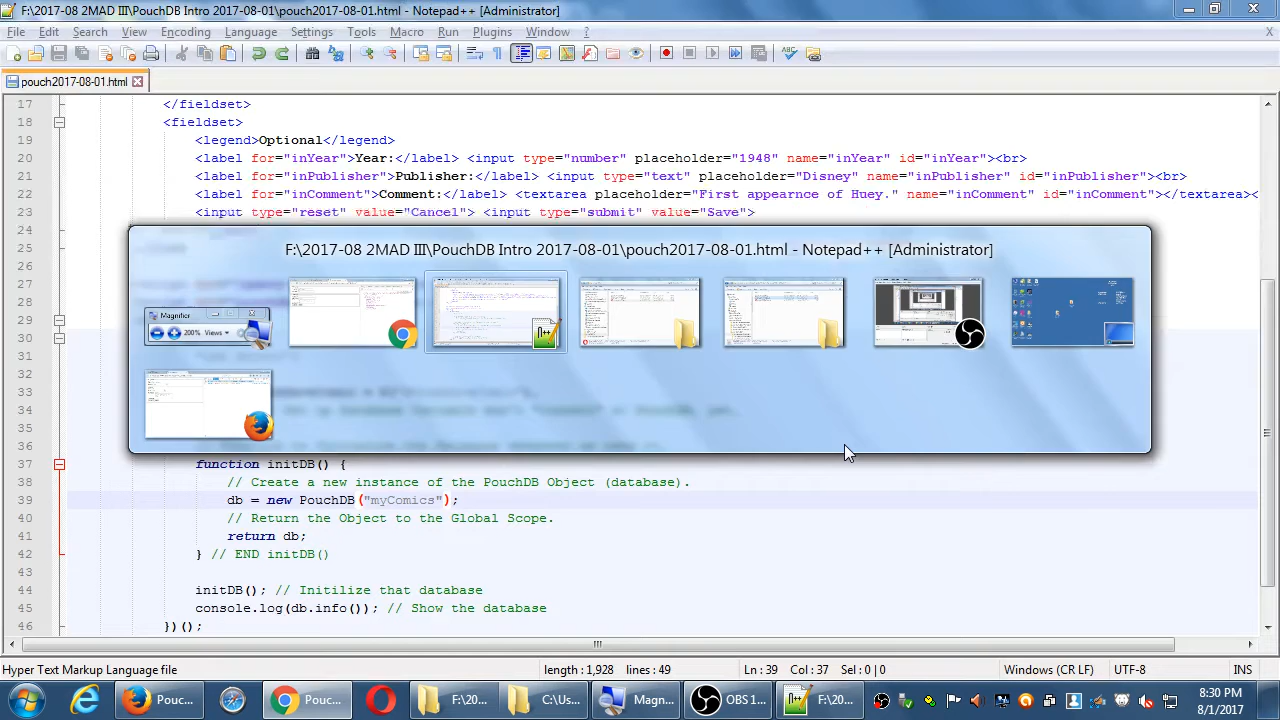 F:\2017-08 2MAD III\PouchDB Intro 2017-08-01\pouch2017-08-01.html - Notepad++ [Administrator]
File Edit Search View Encoding Language Settings Tools Macro Run Plugins Window ? X
pouch2017-08-01.html
17 </fieldset>
18 <fieldset>
19 <legend>Optional</legend>
20 <label for="inYear">Year:</label> <input type="number" placeholder="1948" name="inYear" id="inYear"><br>
21 <label for="inPublisher">Publisher:</label> <input type="text" placeholder="Disney" name="inPublisher" id="inPublisher"><br>
22 <label for="inComment">Comment:</label> <textarea placeholder="First appearnce of Huey." name="inComment" id="inComment"></textarea><
23 <input type="reset" value="Cancel"> <input type="submit" value="Save">
24
F:\2017-08 2MAD III\PouchDB Intro 2017-08-01\pouch2017-08-01.html - Notepad++ [Administrator]
25
26
27
28
29
30
31
32
33
34
35
36
Magnifier
200% Views
37 function initDB() {
38 // Create a new instance of the PouchDB Object (database).
39 db = new PouchDB("myComics");
40 // Return the Object to the Global Scope.
41 return db;
42 } // END initDB()
43
44 initDB(); // Initilize that database
45 console.log(db.info()); // Show the database
46 })();
Hyper Text Markup Language file length : 1,928 lines : 49 Ln : 39 Col : 37 Sel : 0 | 0 Windows (CR LF) UTF-8 INS
Pouc... Pouc... F:\20... C:\Us... Magn... OBS 1... F:\20... 8:30 PM
8/1/2017